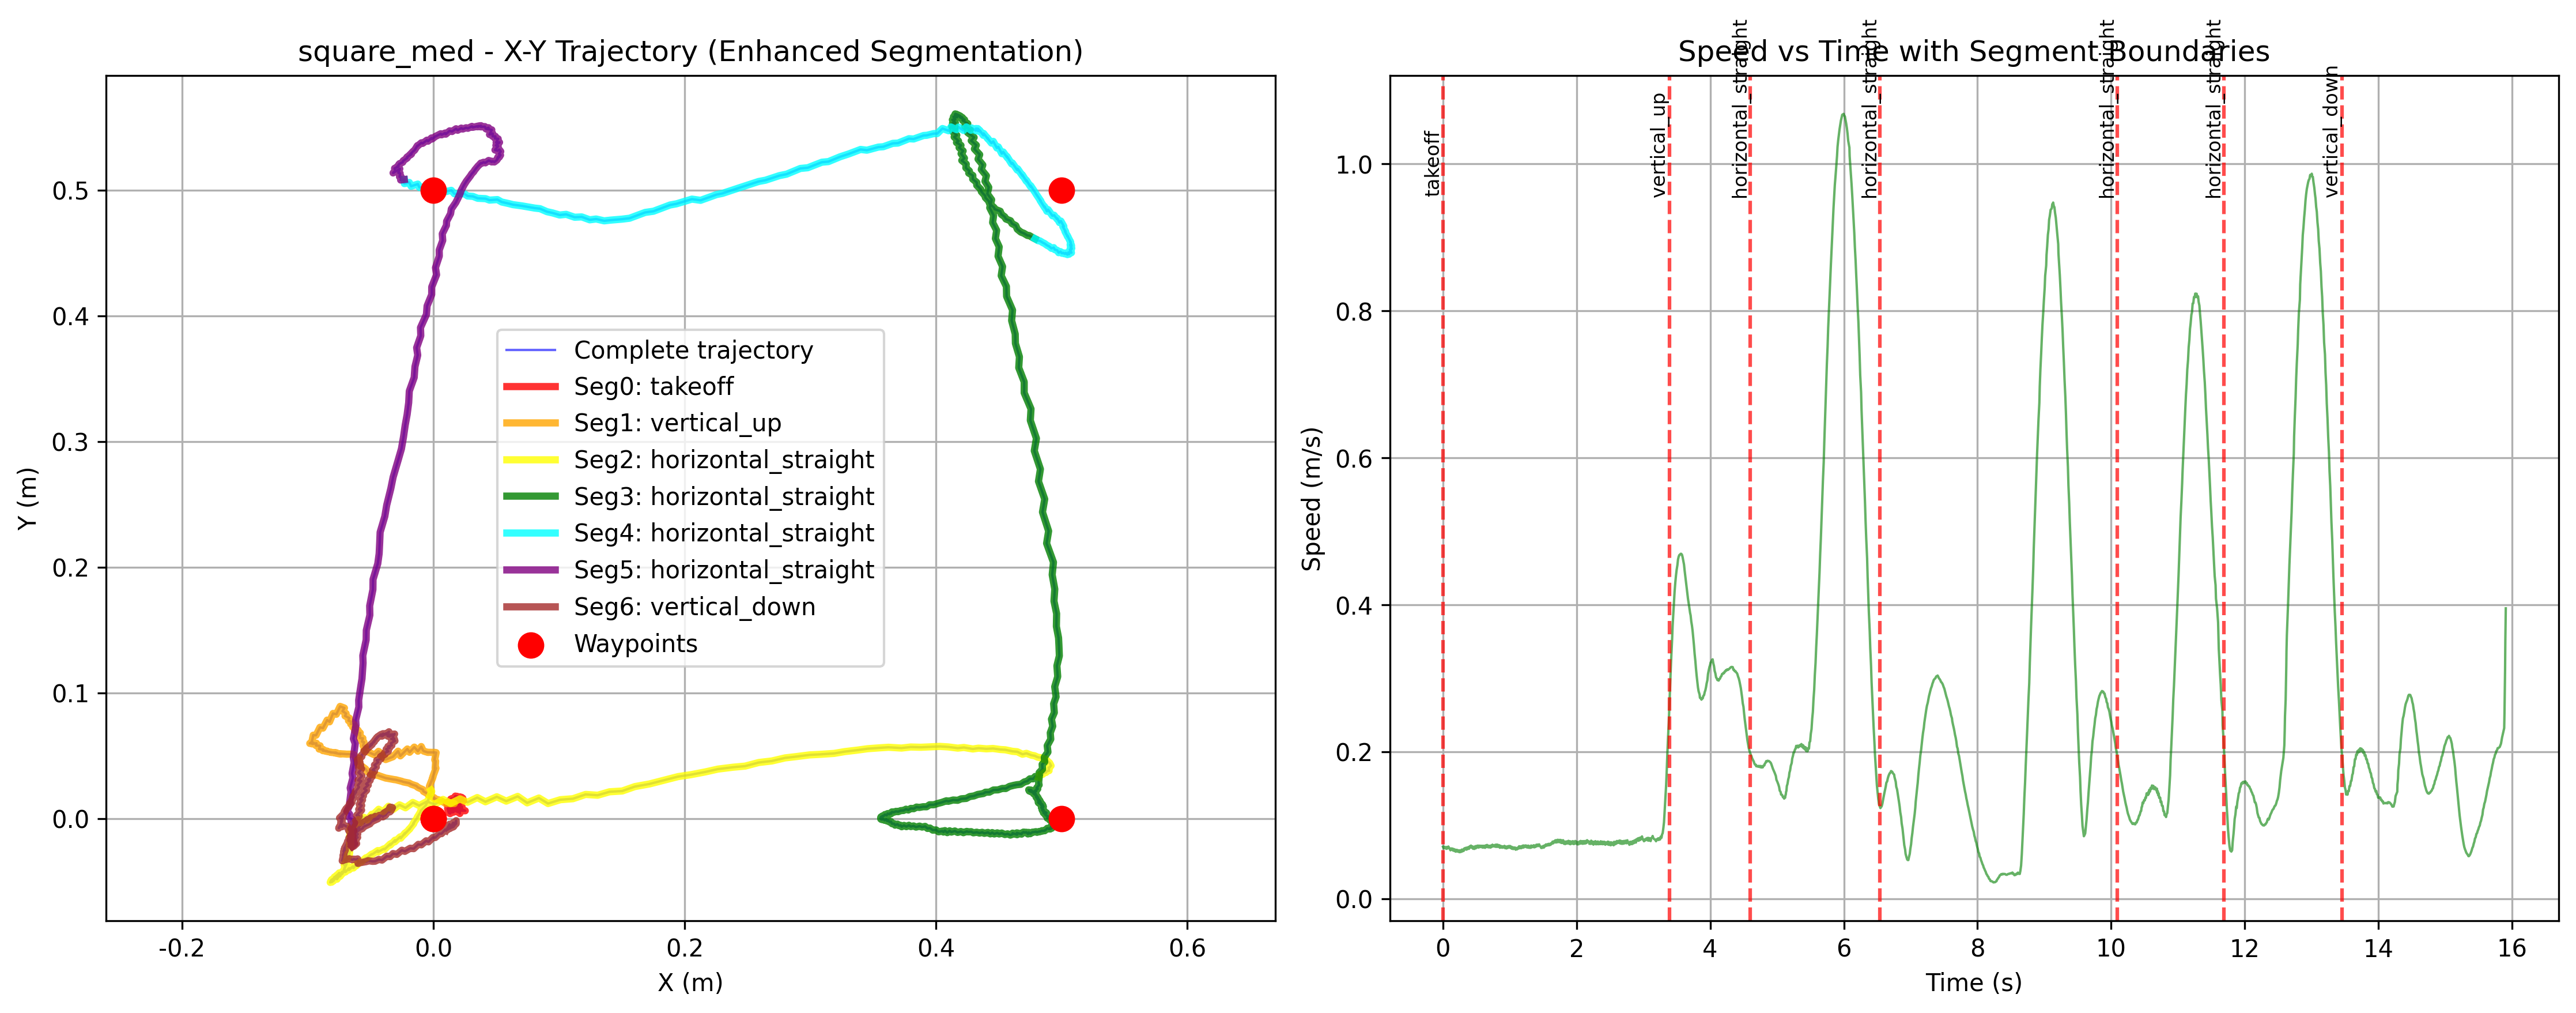 square_med - X-Y Trajectory (Enhanced Segmentation)
Y (m)
0.5
0.4
0.3
0.2
0.1
0.0
-0.2
0.0
0.2
0.4
0.6
X (m)
Complete trajectory
Seg0: takeoff
Seg1: vertical_up
Seg2: horizontal_straight
Seg3: horizontal_straight
Seg4: horizontal_straight
Seg5: horizontal_straight
Seg6: vertical_down
Waypoints
Speed vs Time with Segment Boundaries
Speed (m/s)
1.0
0.8
0.6
0.4
0.2
0.0
takeoff
vertical_up
horizontal_straight
horizontal_straight
horizontal_straight
horizontal_straight
vertical_down
0
2
4
6
8
10
12
14
16
Time (s)